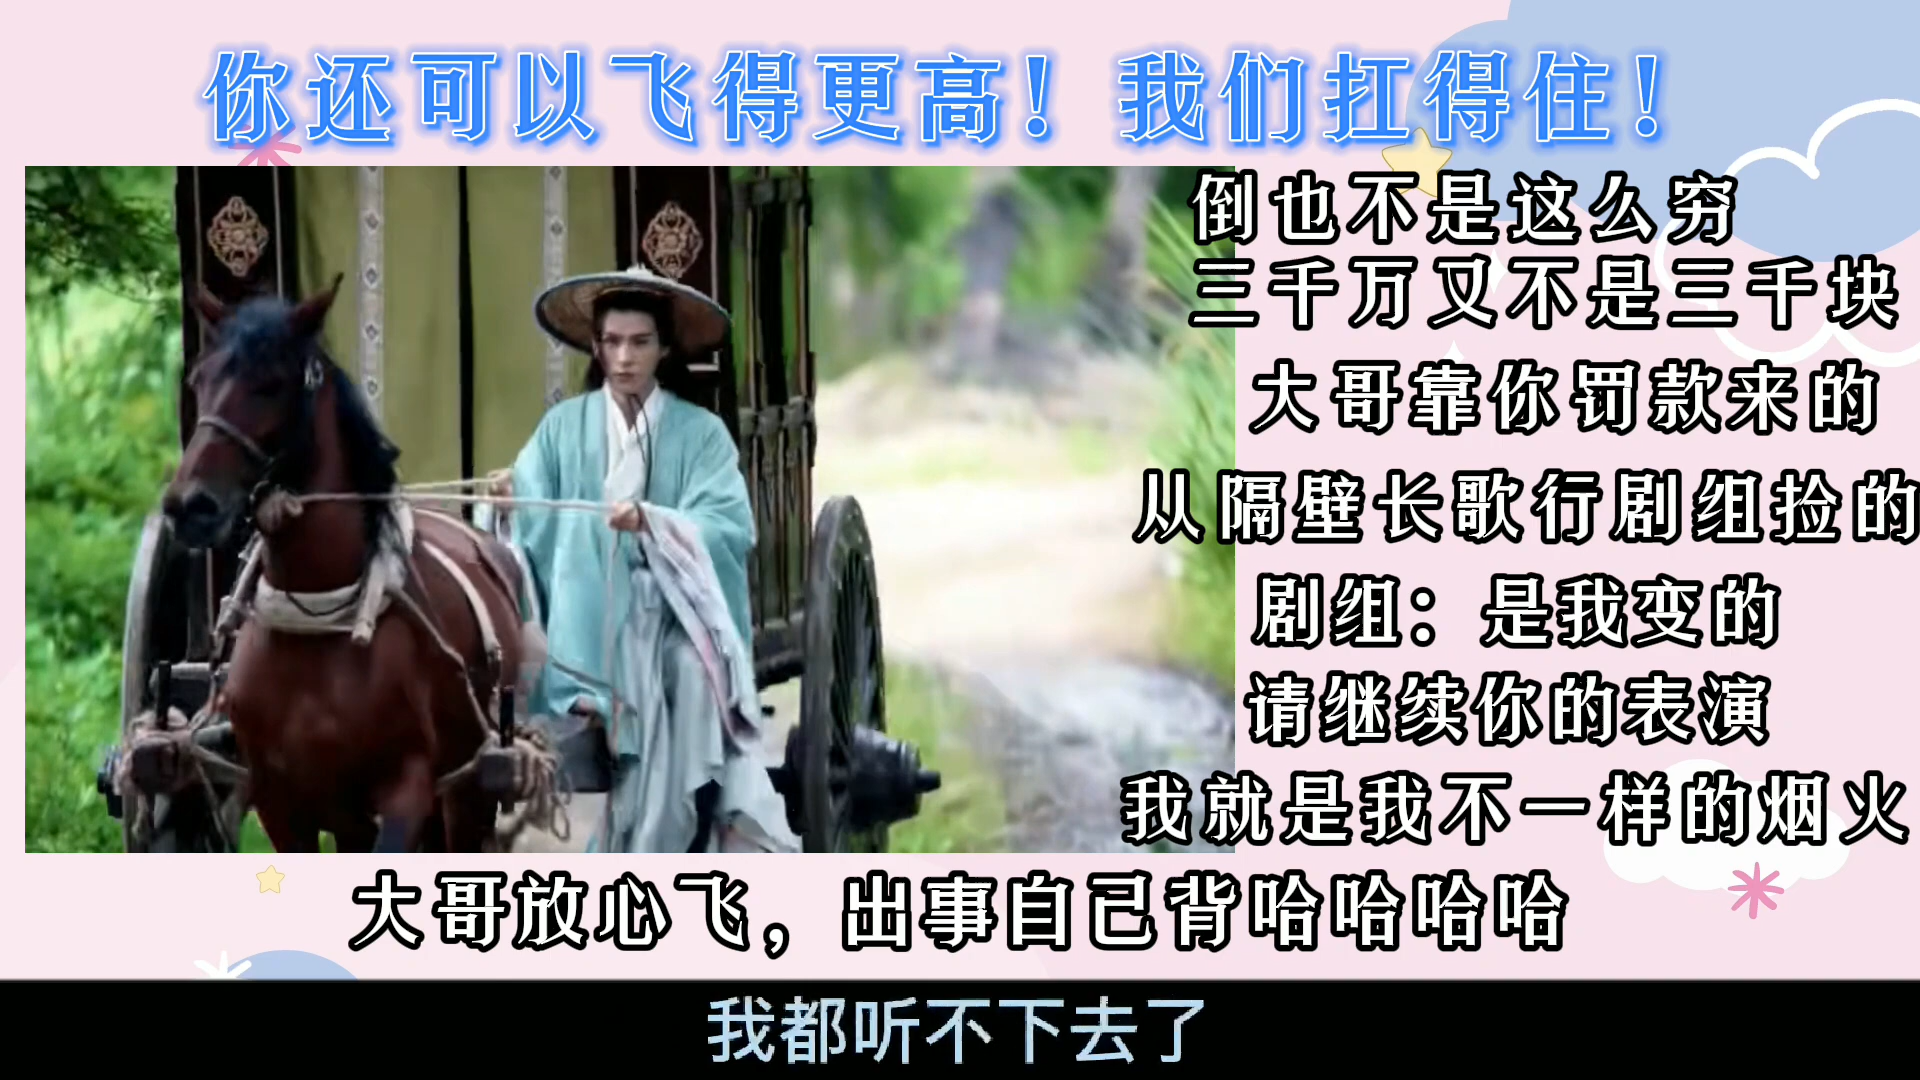 你还可以飞得更高！我们扛得住！
倒也不是这么穷
三千万又不是三千块
大哥靠你罚款来的
从隔壁长歌行剧组捡的
剧组：是我变的
请继续你的表演
我就是我不一样的烟火
大哥放心飞，出事自己背哈哈哈哈
我都听不下去了